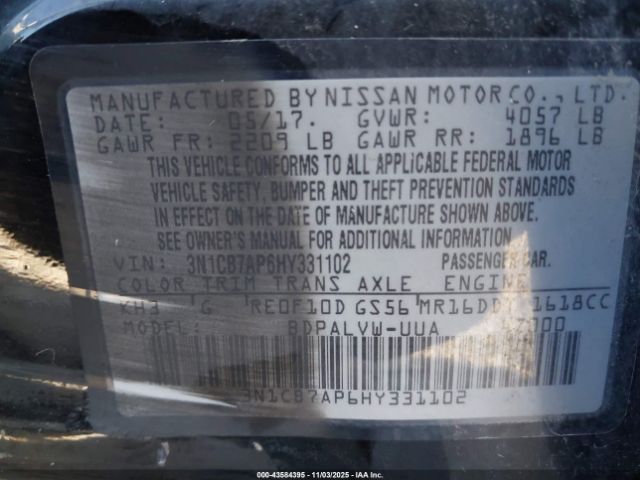 MANUFACTURED BY NISSAN MOTOR CO., LTD.
DATE: 05/17. GVWR: 4057 LB
GAWR FR: 2209 LB GAWR RR: 1896 LB
THIS VEHICLE CONFORMS TO ALL APPLICABLE FEDERAL MOTOR
VEHICLE SAFETY, BUMPER AND THEFT PREVENTION STANDARDS
IN EFFECT ON THE DATE OF MANUFACTURE SHOWN ABOVE.
SEE OWNER'S MANUAL FOR ADDITIONAL INFORMATION.
VIN: 3N1CB7AP6HY331102 PASSENGER CAR.
COLOR TRIM TRANS AXLE ENGINE
KH3 G RE0F10D GS56 1618CC
MODEL: BDPALVW-UUA
3N1CB7AP6HY331102
000-43584395 - 11/03/2025 - IAAI.COM